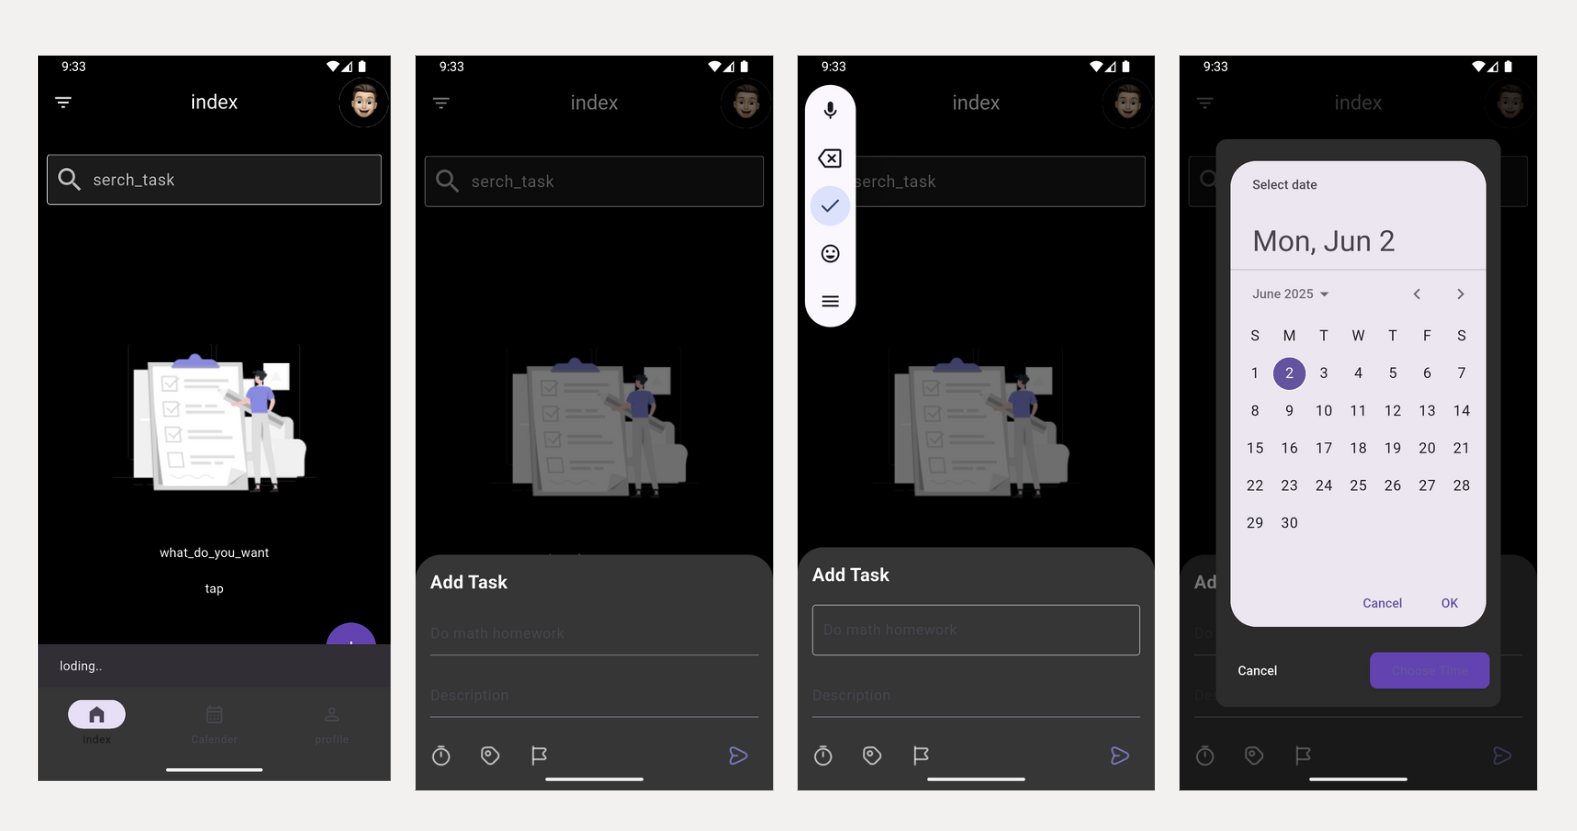 9:33
index
serch_task
what_do_you_want
tap
loding..
index
Calender
profile
9:33
index
serch_task
Add Task
Do math homework
Description
9:33
index
serch_task
Add Task
Do math homework
Description
9:33
index
Select date
Mon, Jun 2
June 2025
S M T W T F S
1 2 3 4 5 6 7
8 9 10 11 12 13 14
15 16 17 18 19 20 21
22 23 24 25 26 27 28
29 30
Cancel OK
Ad
Do
De
Cancel Choose Time